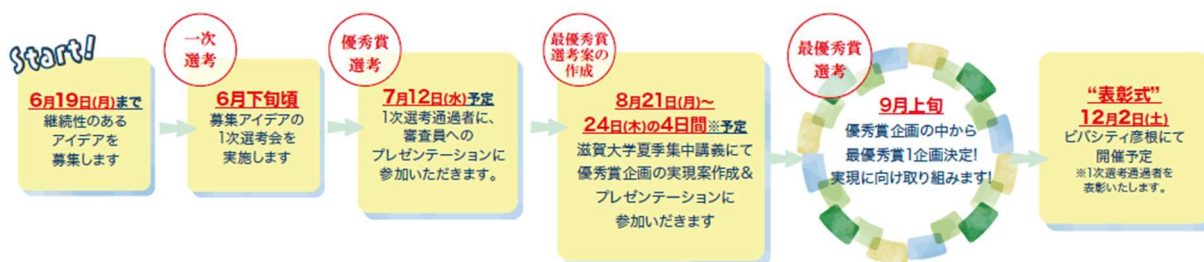 Start!
6月19日(月)まで
継続性のある
アイデアを
募集します
一次
選考
6月下旬頃
募集アイデアの
1次選考会を
実施します
優秀賞
選考
7月12日(水)予定
1次選考通過者に、
審査員への
プレゼンテーションに
参加いただきます。
最優秀賞
選考案の
作成
8月21日(月)〜
24日(木)の4日間※予定
滋賀大学夏季集中講義にて
優秀賞企画の実現案作成&
プレゼンテーションに
参加いだきます
最優秀賞
選考
9月上旬
優秀賞企画の中から
最優秀賞1企画決定!
実現に向け取り組みます!
“表彰式”
12月2日(土)
ビバシティ彦根にて
開催予定
※1次選考通過者を
表彰いたします。